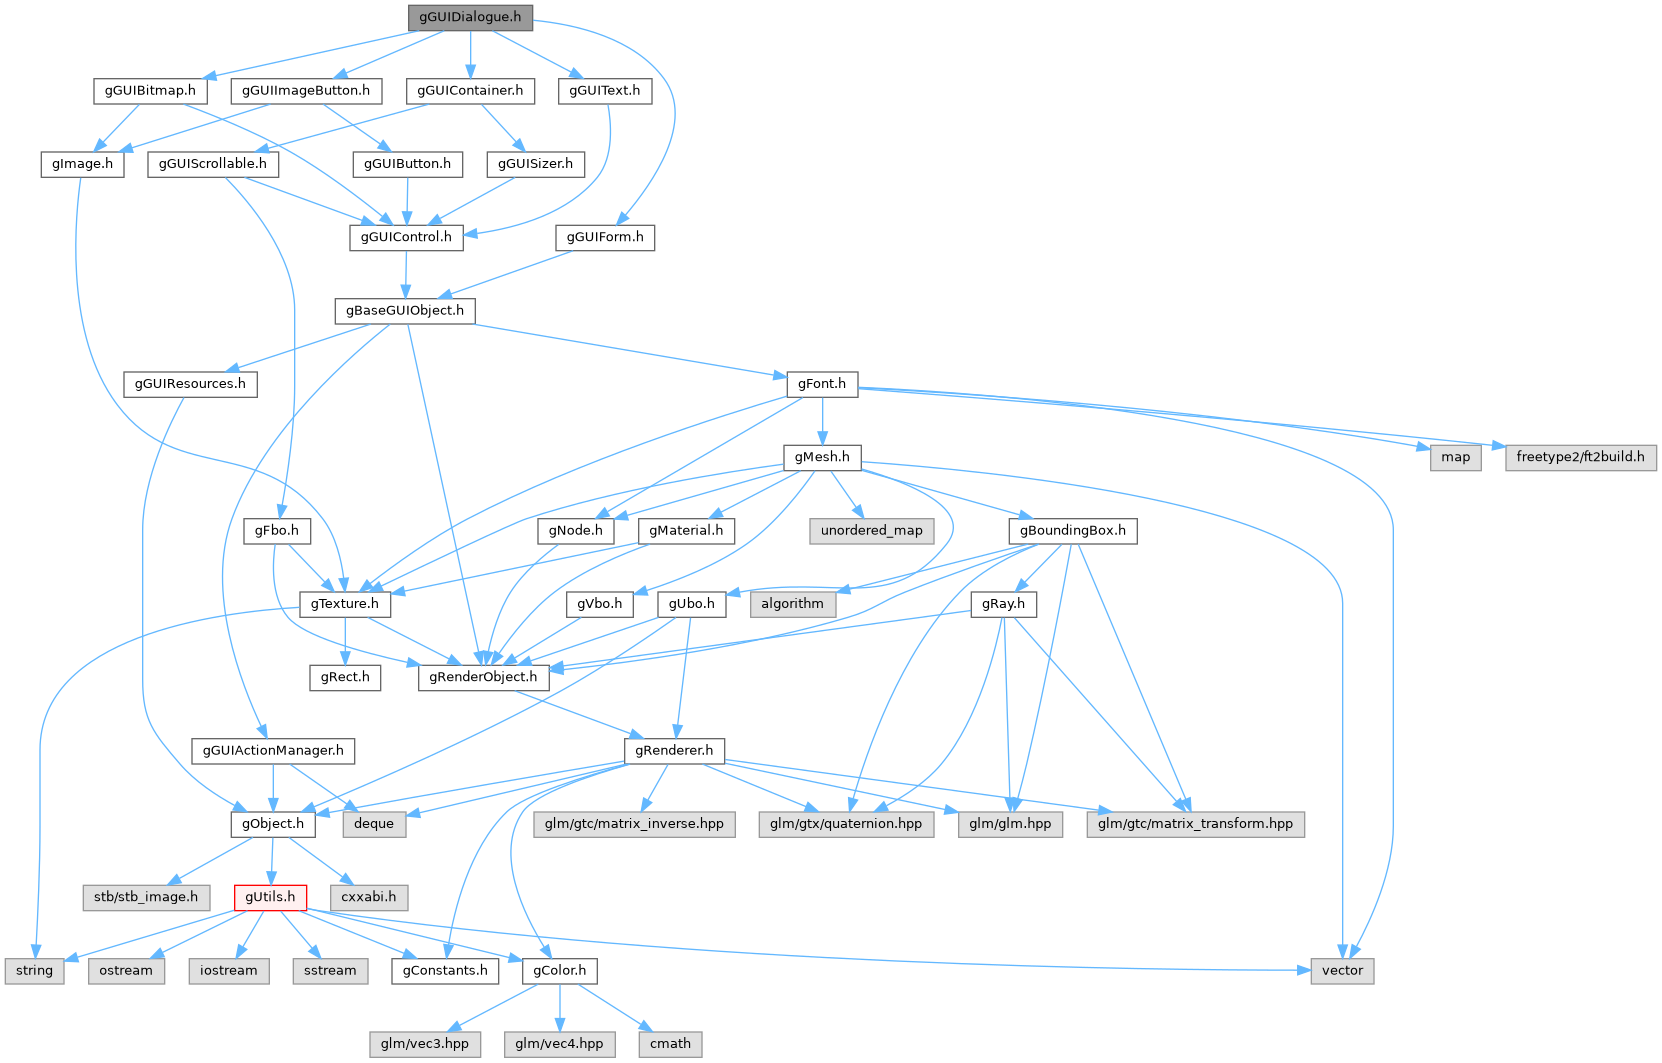 gGUIDialogue.h
gGUIBitmap.h
gGUIImageButton.h
gGUIContainer.h
gGUIText.h
gImage.h
gGUIScrollable.h
gGUIButton.h
gGUISizer.h
gGUIControl.h
gGUIForm.h
gBaseGUIObject.h
gGUIResources.h
gFont.h
gMesh.h
map
freetype2/ft2build.h
gFbo.h
gNode.h
gMaterial.h
unordered_map
gBoundingBox.h
gTexture.h
gVbo.h
gUbo.h
algorithm
gRay.h
gRect.h
gRenderObject.h
gGUIActionManager.h
gRenderer.h
gObject.h
deque
glm/gtc/matrix_inverse.hpp
glm/gtx/quaternion.hpp
glm/glm.hpp
glm/gtc/matrix_transform.hpp
stb/stb_image.h
gUtils.h
cxxabi.h
string
ostream
iostream
sstream
gConstants.h
gColor.h
vector
glm/vec3.hpp
glm/vec4.hpp
cmath